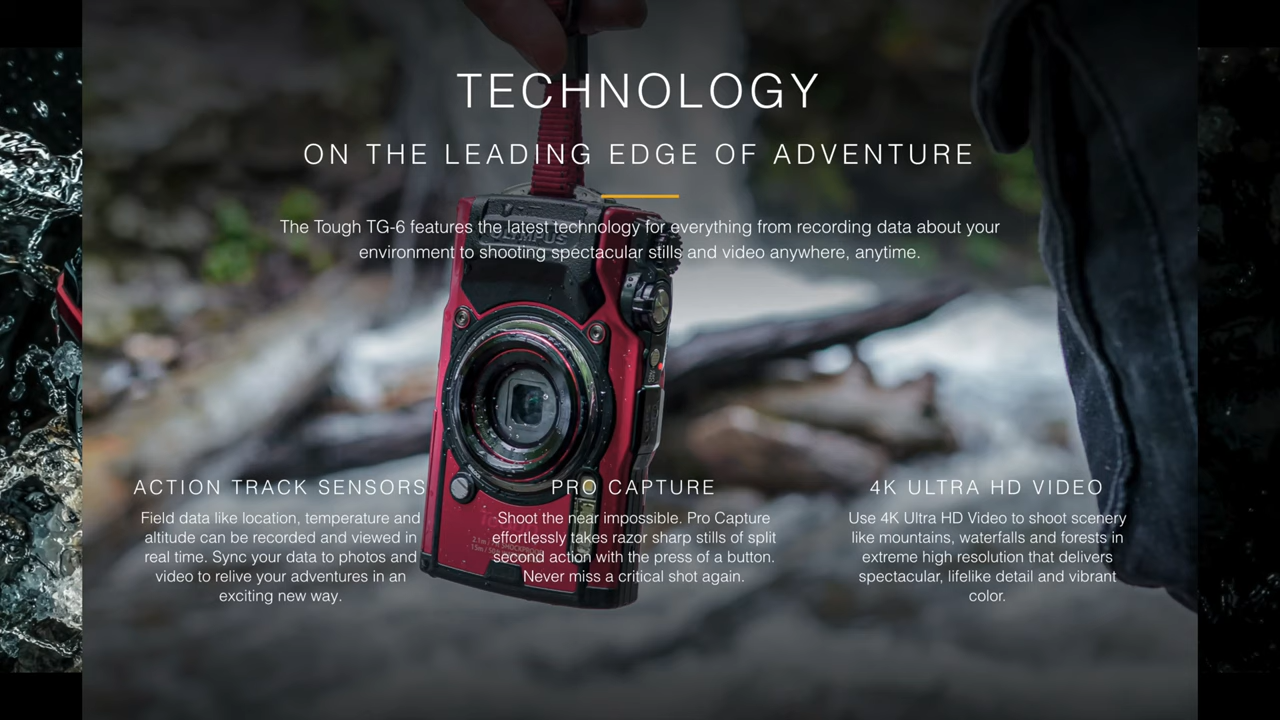 TECHNOLOGY
ON THE LEADING EDGE OF ADVENTURE
The Tough TG-6 features the latest technology for everything from recording data about your
environment to shooting spectacular stills and video anywhere, anytime.
OLYMPUS
ACTION TRACK SENSORS
Field data like location, temperature and
altitude can be recorded and viewed in
real time. Sync your data to photos and
video to relive your adventures in an
exciting new way.
PRO CAPTURE
Shoot the near impossible. Pro Capture
effortlessly takes razor sharp stills of split
second action with the press of a button.
Never miss a critical shot again.
4K ULTRA HD VIDEO
Use 4K Ultra HD Video to shoot scenery
like mountains, waterfalls and forests in
extreme high resolution that delivers
spectacular, lifelike detail and vibrant
color.